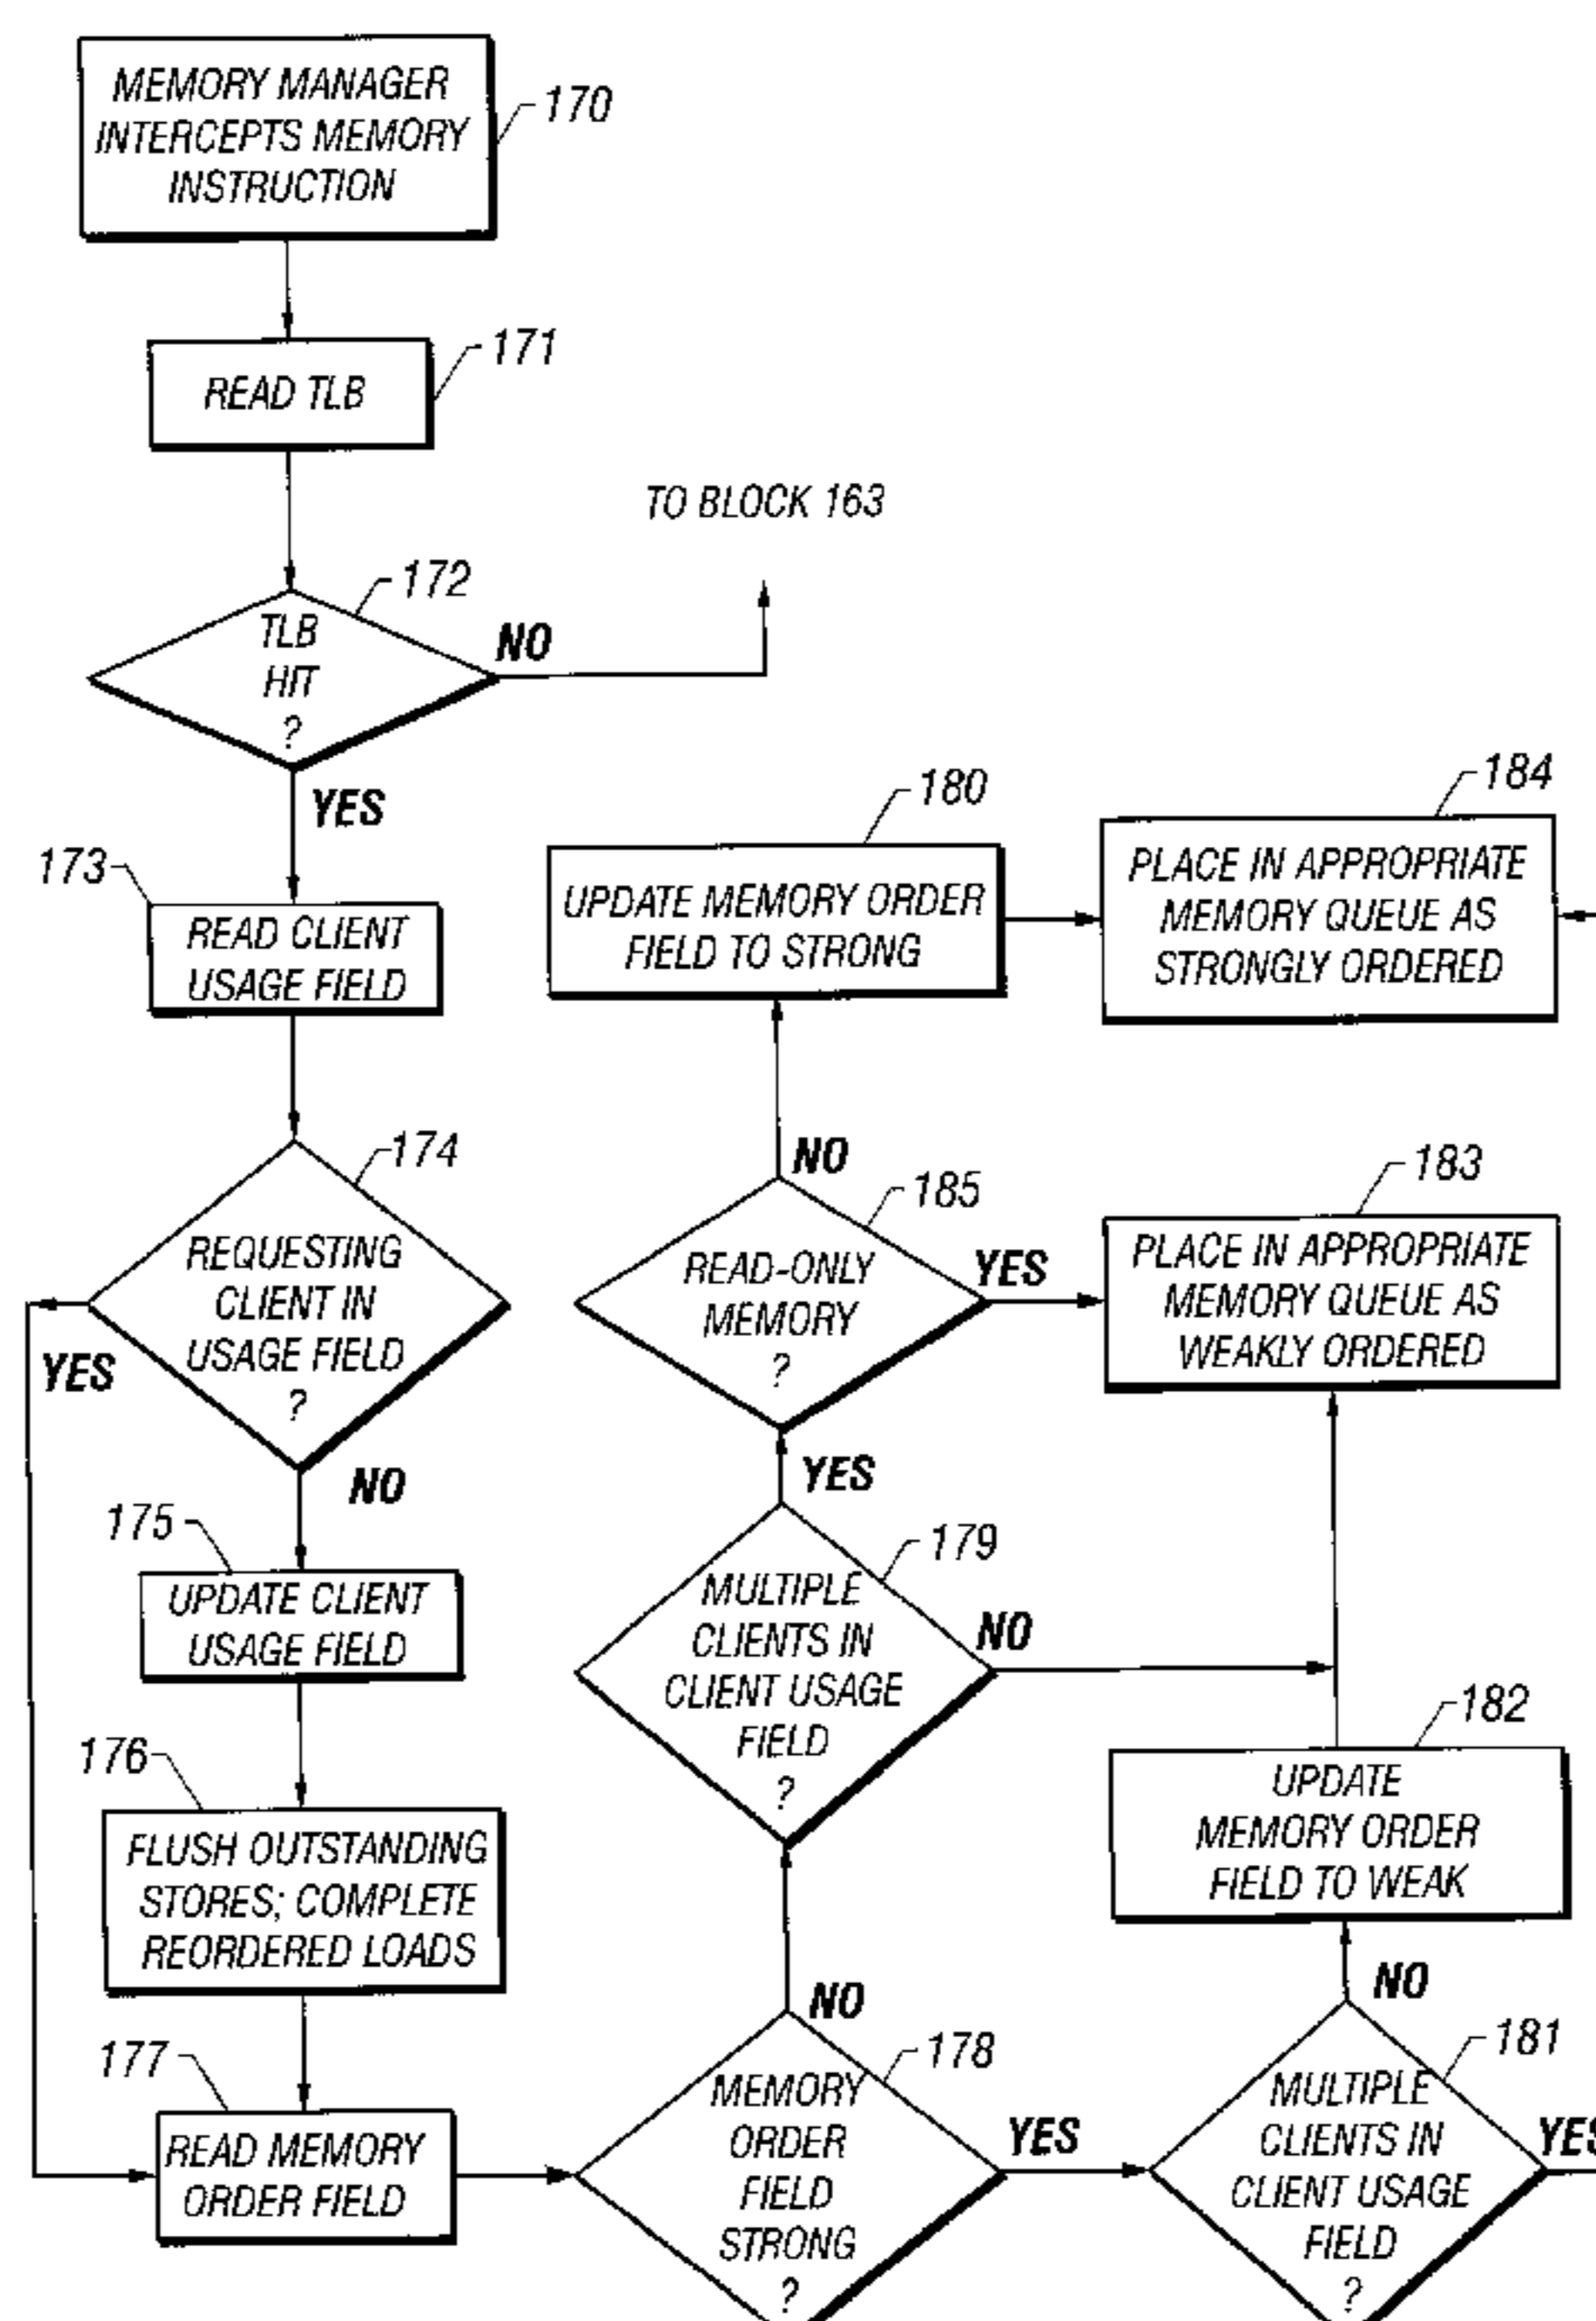 MEMORY MANAGER
INTERCEPTS MEMORY
INSTRUCTION
170
READ TLB
171
TO BLOCK 163
TLB
HIT
?
172
NO
YES
173
READ CLIENT
USAGE FIELD
180
UPDATE MEMORY ORDER
FIELD TO STRONG
184
PLACE IN APPROPRIATE
MEMORY QUEUE AS
STRONGLY ORDERED
174
REQUESTING
CLIENT IN
USAGE FIELD
?
YES
NO
NO
185
READ-ONLY
MEMORY
?
YES
183
PLACE IN APPROPRIATE
MEMORY QUEUE AS
WEAKLY ORDERED
175
UPDATE CLIENT
USAGE FIELD
YES
179
MULTIPLE
CLIENTS IN
CLIENT USAGE
FIELD
?
NO
182
UPDATE
MEMORY ORDER
FIELD TO WEAK
176
FLUSH OUTSTANDING
STORES; COMPLETE
REORDERED LOADS
177
READ MEMORY
ORDER FIELD
NO
178
MEMORY
ORDER
FIELD
STRONG
?
YES
NO
181
MULTIPLE
CLIENTS IN
CLIENT USAGE
FIELD
?
YES